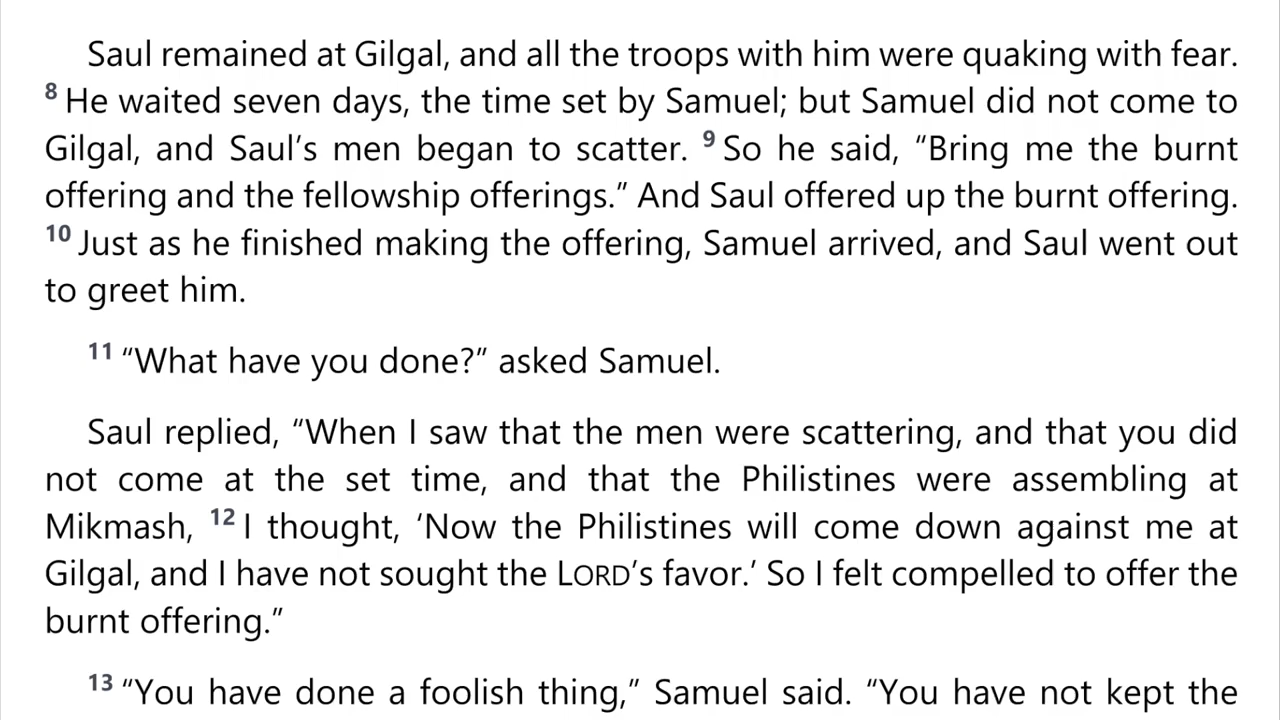 Saul remained at Gilgal, and all the troops with him were quaking with fear.
8 He waited seven days, the time set by Samuel; but Samuel did not come to
Gilgal, and Saul’s men began to scatter. 9 So he said, “Bring me the burnt
offering and the fellowship offerings.” And Saul offered up the burnt offering.
10 Just as he finished making the offering, Samuel arrived, and Saul went out
to greet him.
11 “What have you done?” asked Samuel.
Saul replied, “When I saw that the men were scattering, and that you did
not come at the set time, and that the Philistines were assembling at
Mikmash, 12 I thought, ‘Now the Philistines will come down against me at
Gilgal, and I have not sought the LORD’s favor.’ So I felt compelled to offer the
burnt offering.”
13 “You have done a foolish thing,” Samuel said. “You have not kept the